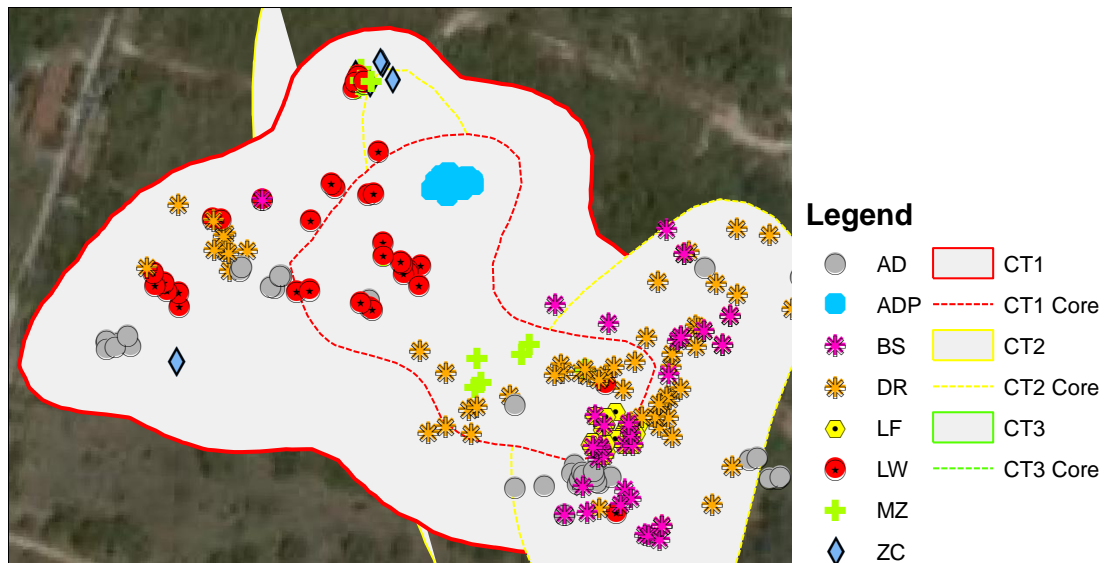 Legend
AD CT1
ADP CT1 Core
BS CT2
DR CT2 Core
LF CT3
LW CT3 Core
MZ
ZC